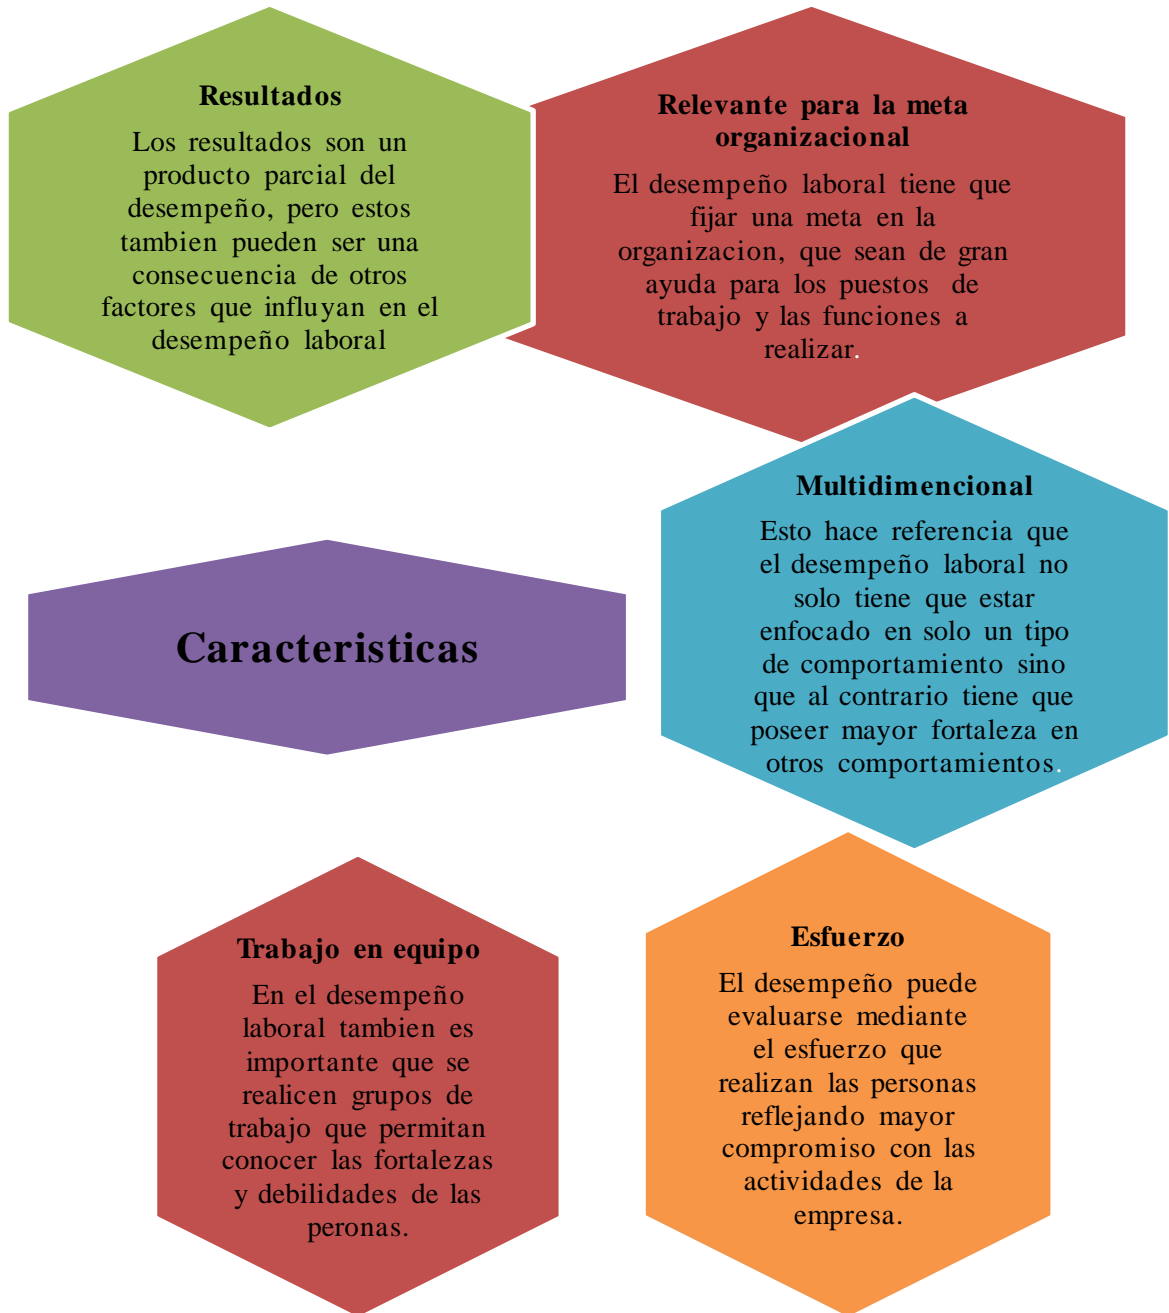 Resultados
Los resultados son un
producto parcial del
desempeño, pero estos
tambien pueden ser una
consecuencia de otros
factores que influyan en el
desempeño laboral
Relevante para la meta
organizacional
El desempeño laboral tiene que
fijar una meta en la
organizacion, que sean de gran
ayuda para los puestos de
trabajo y las funciones a
realizar.
Multidimencional
Esto hace referencia que
el desempeño laboral no
solo tiene que estar
enfocado en solo un tipo
de comportamiento sino
que al contrario tiene que
poseer mayor fortaleza en
otros comportamientos.
Caracteristicas
Trabajo en equipo
En el desempeño
laboral tambien es
importante que se
realicen grupos de
trabajo que permitan
conocer las fortalezas
y debilidades de las
peronas.
Esfuerzo
El desempeño puede
evaluarse mediante
el esfuerzo que
realizan las personas
reflejando mayor
compromiso con las
actividades de la
empresa.